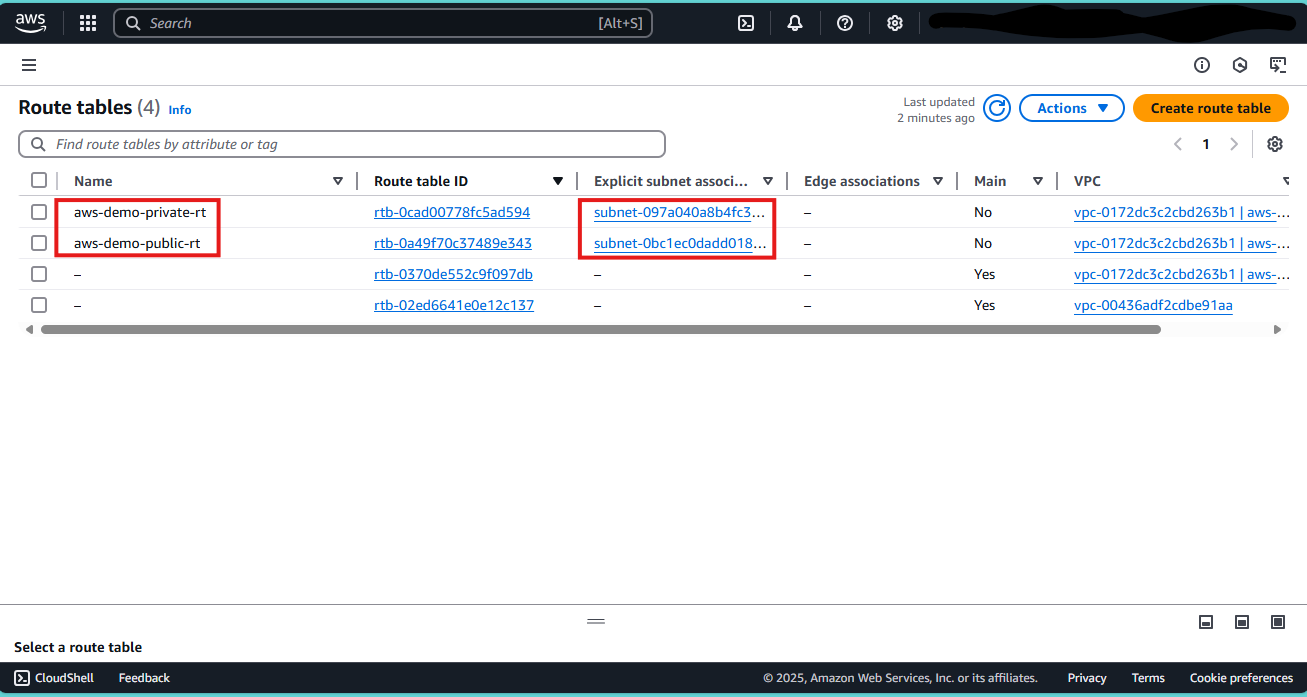 aws Search [Alt+S]
Route tables (4) Info
Last updated
2 minutes ago
Actions
Create route table
Find route tables by attribute or tag
1
Name Route table ID Explicit subnet associ... Edge associations Main VPC
aws-demo-private-rt rtb-0cad00778fc5ad594 subnet-097a040a8b4fc3... – No vpc-0172dc3c2cbd263b1 | aws-...
aws-demo-public-rt rtb-0a49f70c37489e343 subnet-0bc1ec0dadd018... – No vpc-0172dc3c2cbd263b1 | aws-...
– rtb-0370de552c9f097db – – Yes vpc-0172dc3c2cbd263b1 | aws-...
– rtb-02ed6641e0e12c137 – – Yes vpc-00436adf2cdbe91aa
Select a route table
CloudShell Feedback © 2025, Amazon Web Services, Inc. or its affiliates. Privacy Terms Cookie preferences